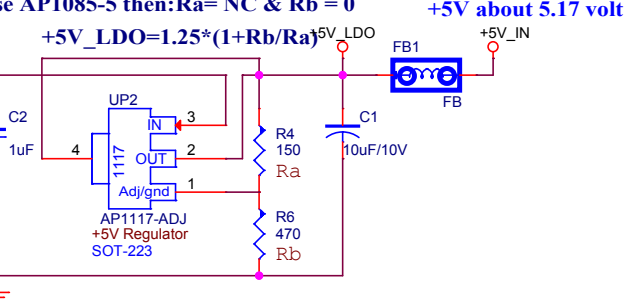 se AP1085-5 then:Ra= NC & Rb = 0
+5V about 5.17 volt
+5V_LDO=1.25*(1+Rb/Ra)
+5V_LDO
+5V_IN
FB1
FB
C2
1uF
UP2
IN
3
4
1117
OUT
2
Adj/gnd
1
AP1117-ADJ
+5V Regulator
SOT-223
R4
150
Ra
R6
470
Rb
C1
10uF/10V